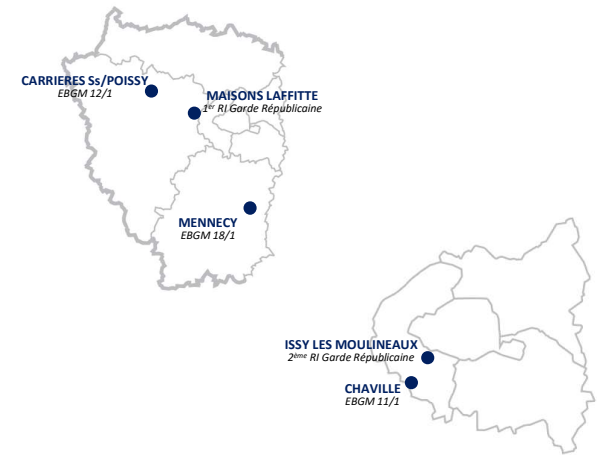 CARRIERES Ss/POISSY
EBGM 12/1
MAISONS LAFFITTE
1er RI Garde Républicaine
MENNECY
EBGM 18/1
ISSY LES MOULINEAUX
2ème RI Garde Républicaine
CHAVILLE
EBGM 11/1